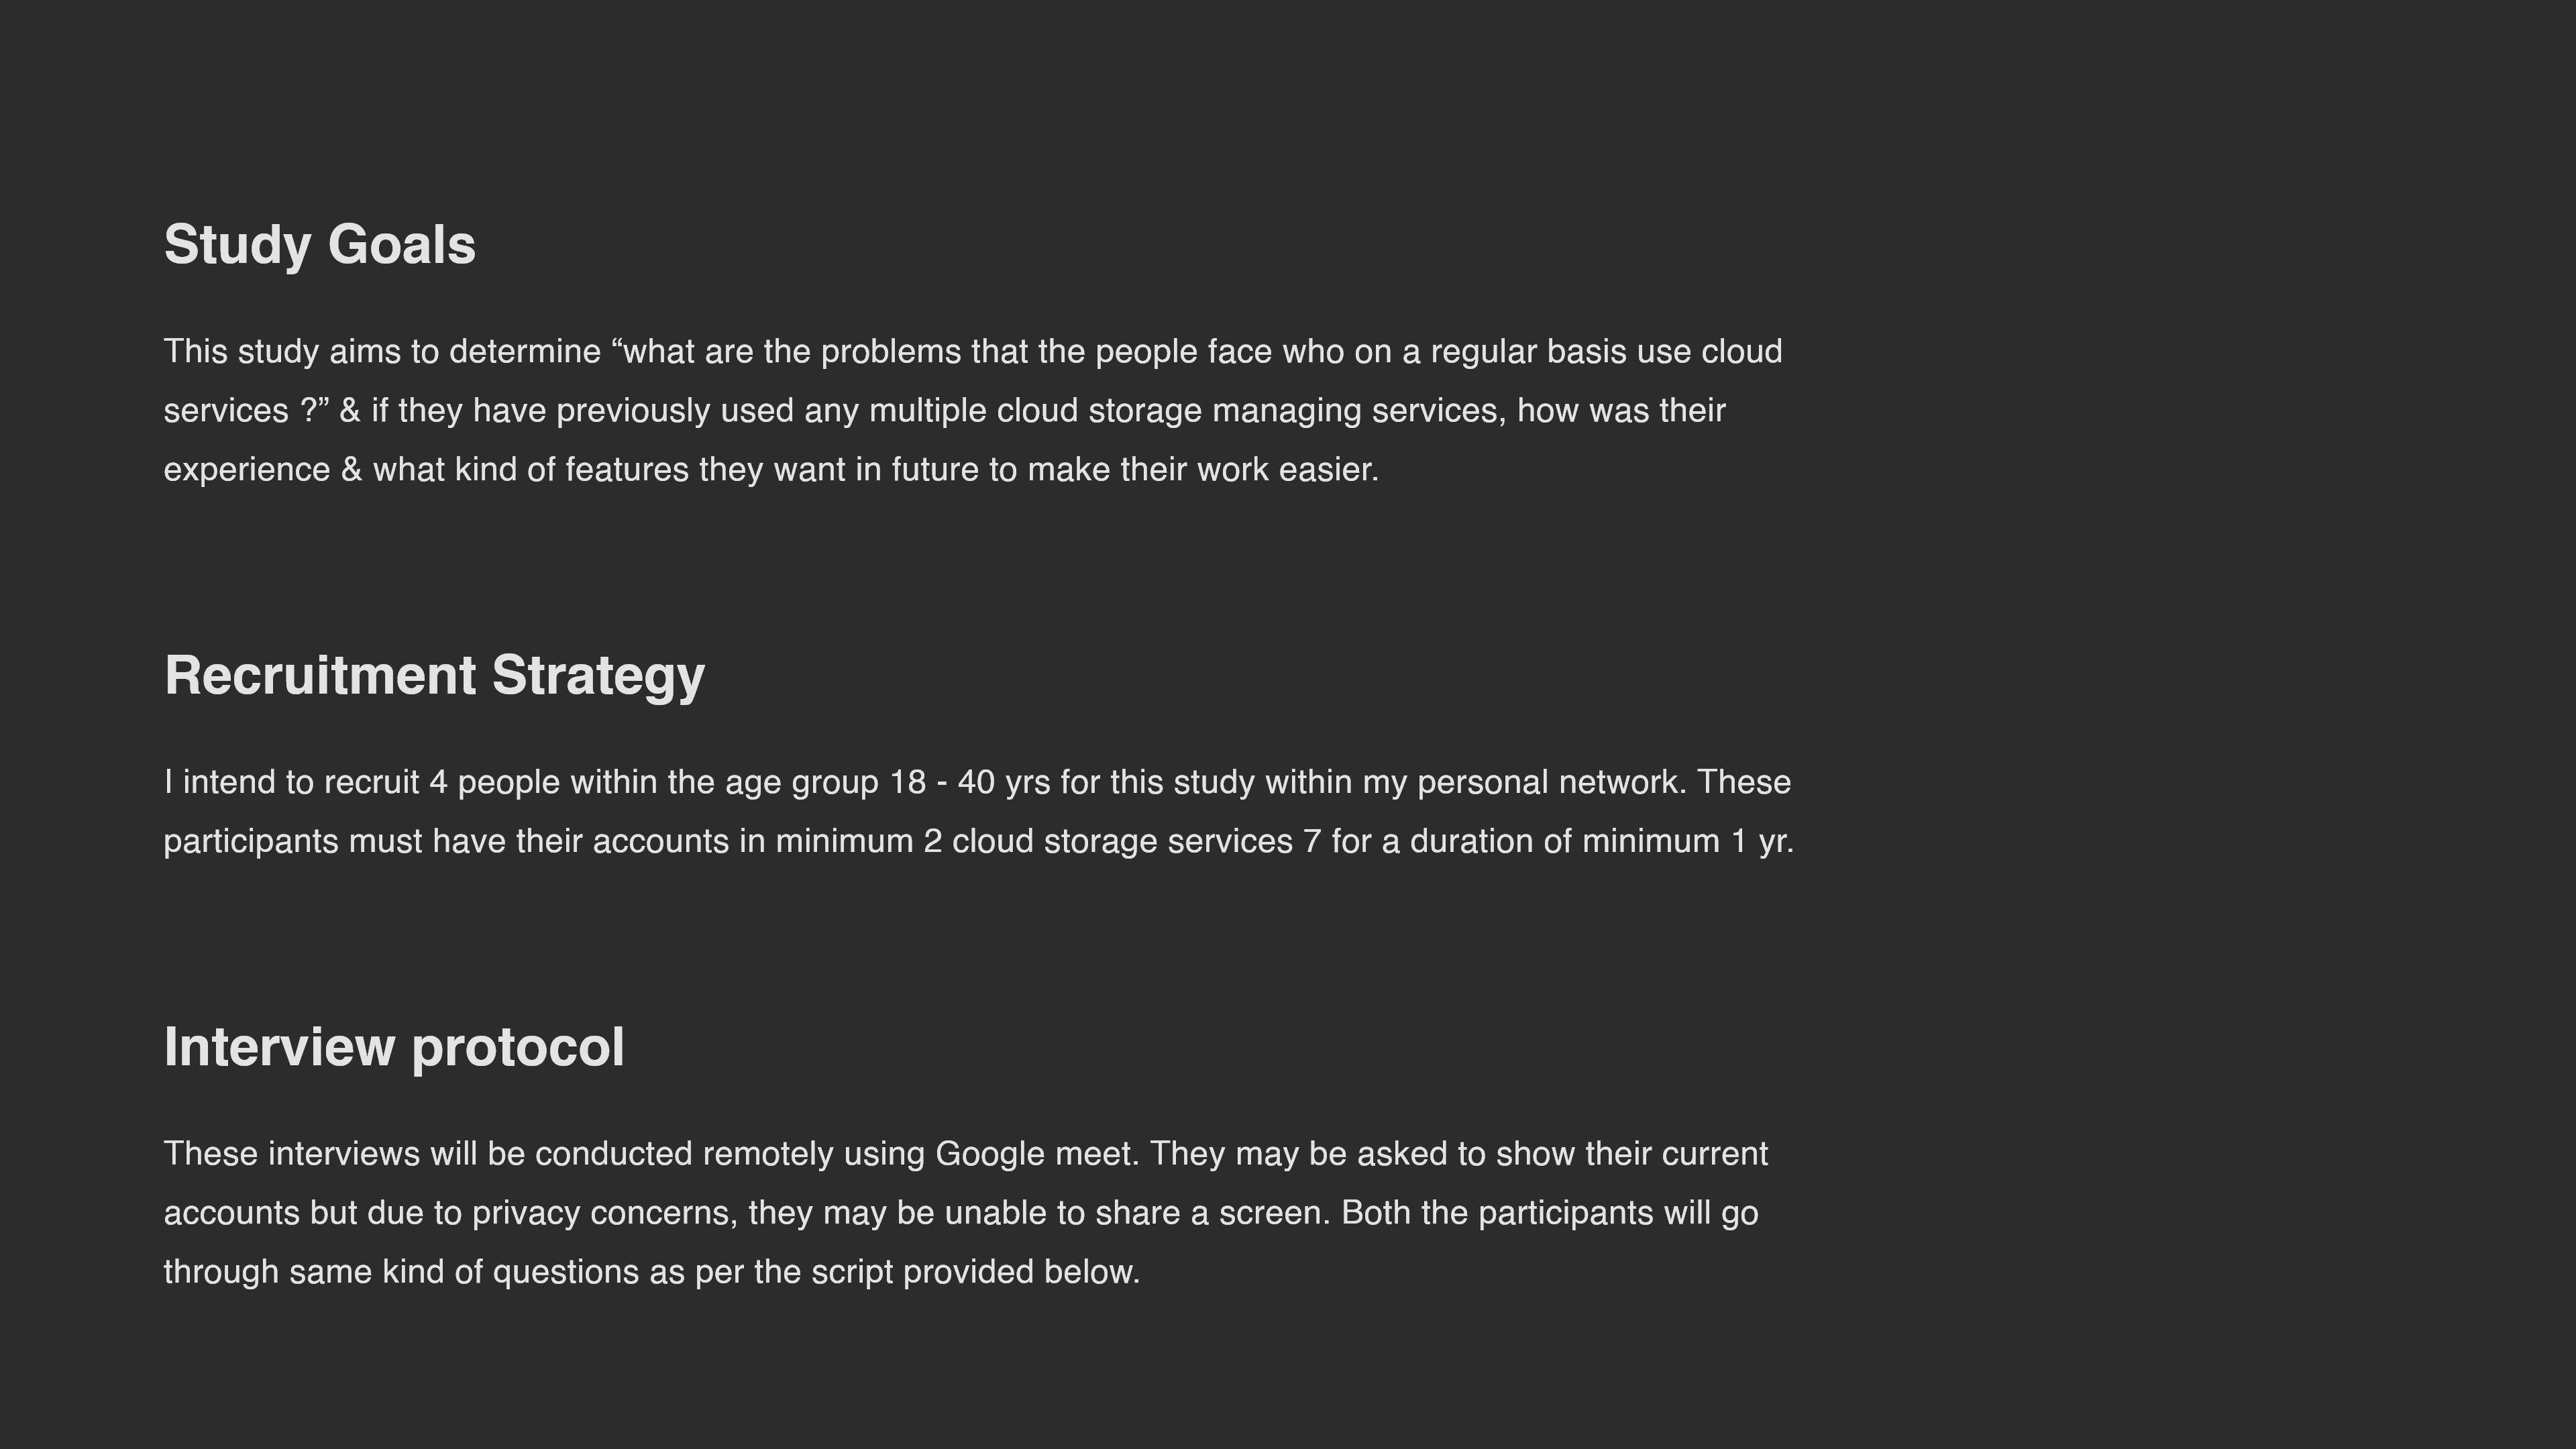 Study Goals
This study aims to determine “what are the problems that the people face who on a regular basis use cloud
services ?” & if they have previously used any multiple cloud storage managing services, how was their
experience & what kind of features they want in future to make their work easier.
Recruitment Strategy
I intend to recruit 4 people within the age group 18 - 40 yrs for this study within my personal network. These
participants must have their accounts in minimum 2 cloud storage services 7 for a duration of minimum 1 yr.
Interview protocol
These interviews will be conducted remotely using Google meet. They may be asked to show their current
accounts but due to privacy concerns, they may be unable to share a screen. Both the participants will go
through same kind of questions as per the script provided below.